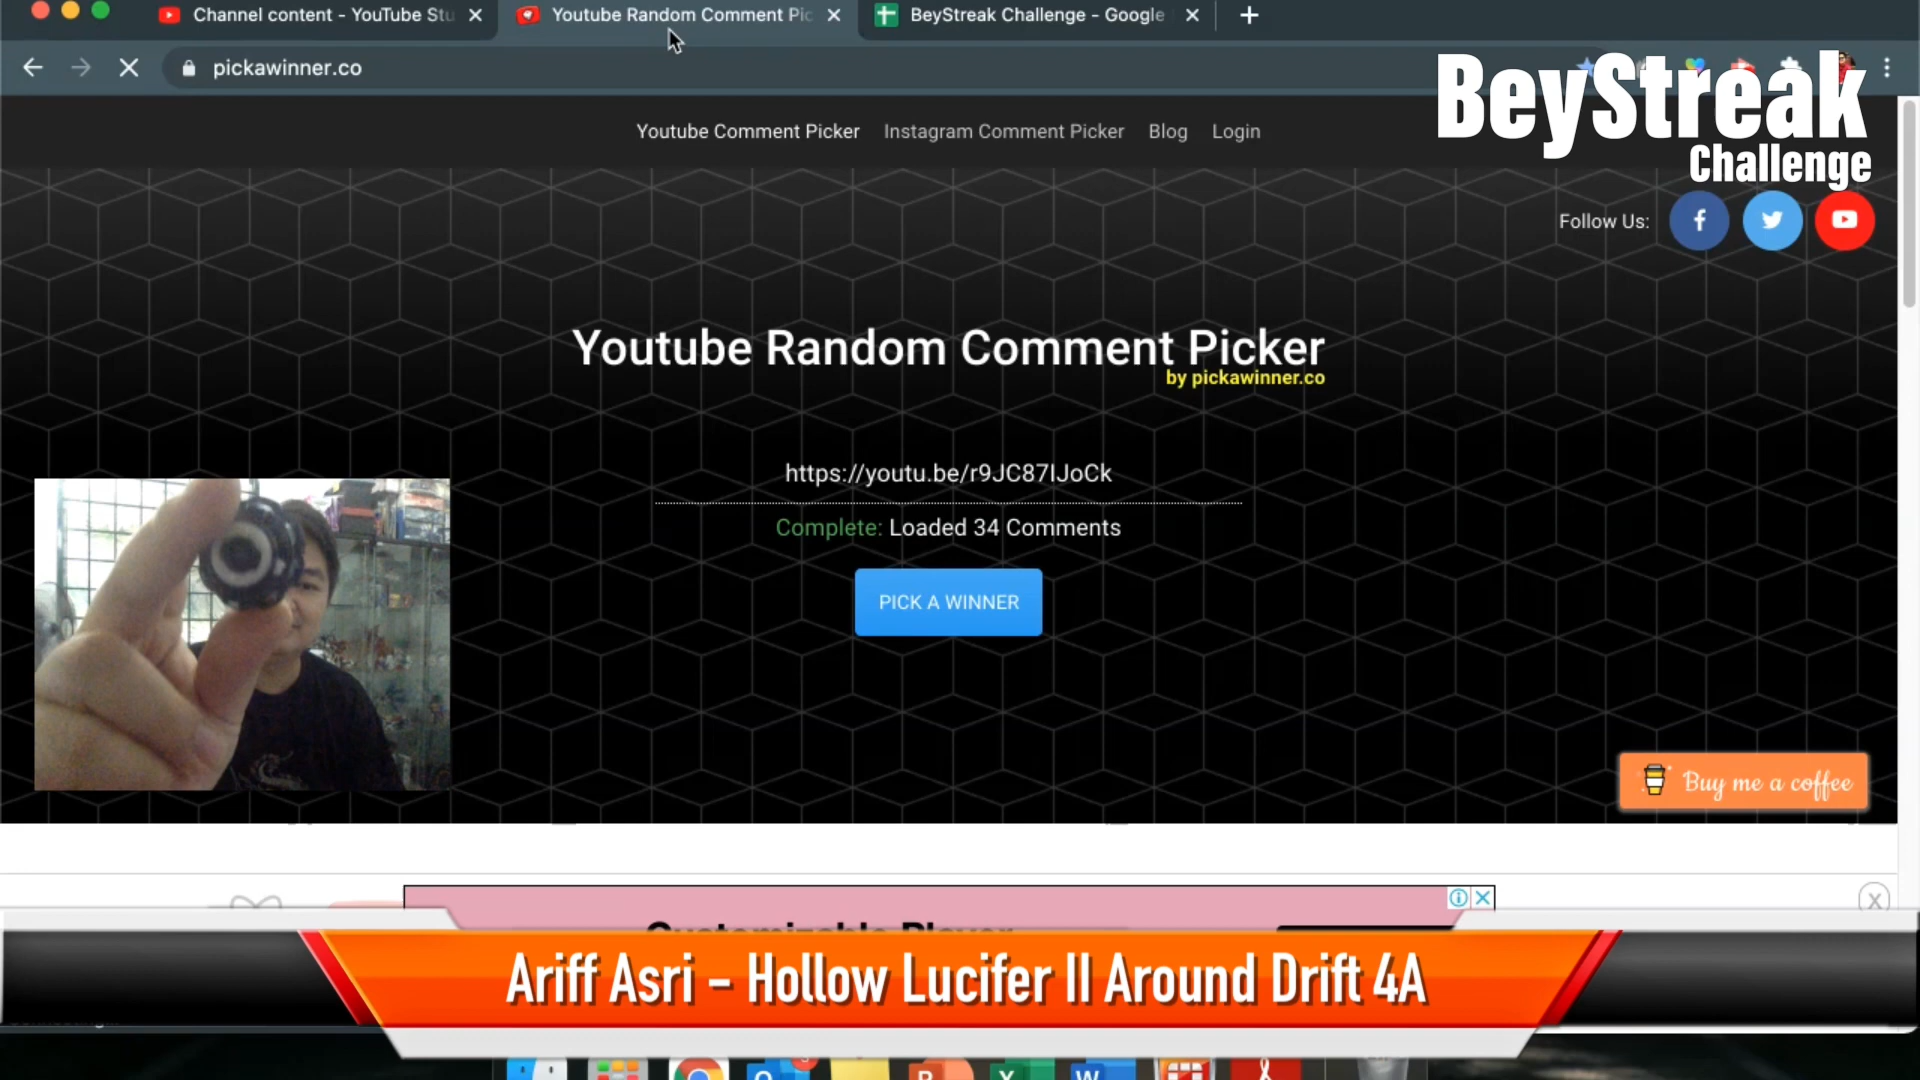 Channel content - YouTube Stu
Youtube Random Comment Pic
BeyStreak Challenge - Google
pickawinner.co
BeyStreak
Challenge
Youtube Comment Picker
Instagram Comment Picker
Blog
Login
Follow Us:
Youtube Random Comment Picker
by pickawinner.co
https://youtu.be/r9JC87IJoCk
Complete: Loaded 34 Comments
PICK A WINNER
Buy me a coffee
Customizable Player
Ariff Asri - Hollow Lucifer II Around Drift 4A